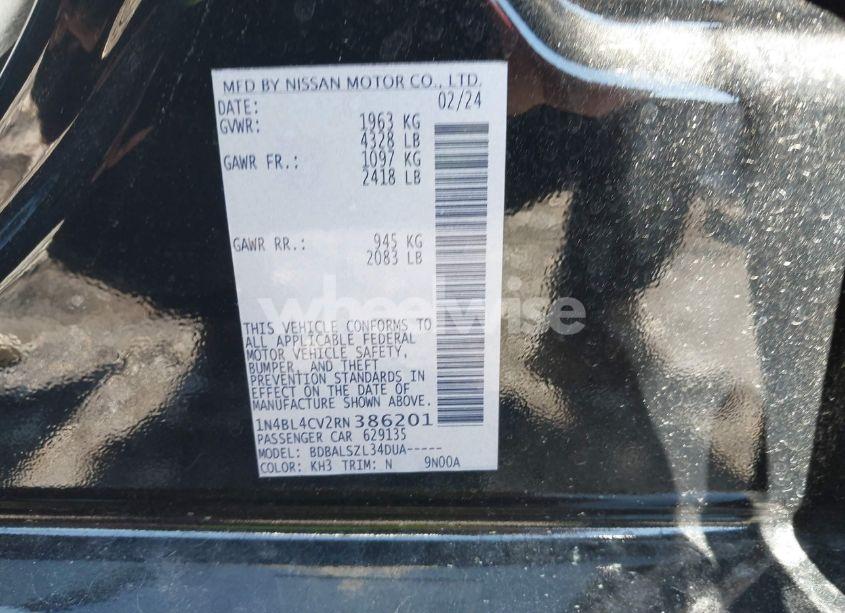 MFD BY NISSAN MOTOR CO., LTD.
DATE: 02/24
GVWR: 1963 KG
4328 LB
GAWR FR.: 1097 KG
2418 LB
GAWR RR.: 945 KG
2083 LB
wheelwise
THIS VEHICLE CONFORMS TO
ALL APPLICABLE FEDERAL
MOTOR VEHICLE SAFETY,
BUMPER, AND THEFT
PREVENTION STANDARDS IN
EFFECT ON THE DATE OF
MANUFACTURE SHOWN ABOVE.
1N4BL4CV2RN386201
PASSENGER CAR 629135
MODEL: BDBALSZL34DUA-----
COLOR: KH3 TRIM: N 9N00A